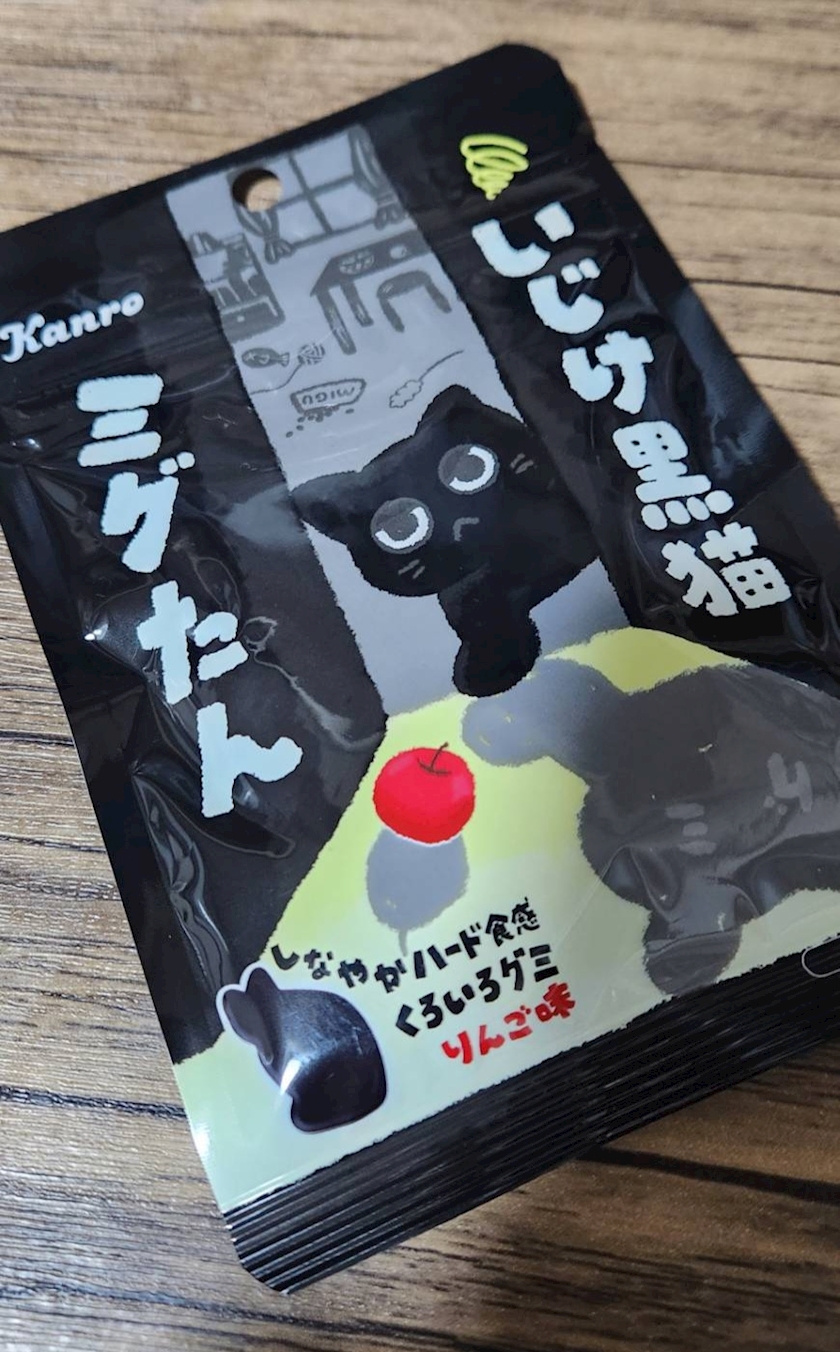 いじけ黒猫
ミグたん
Kanro
MIGU
しなやかハード食感
くろいろグミ
りんご味